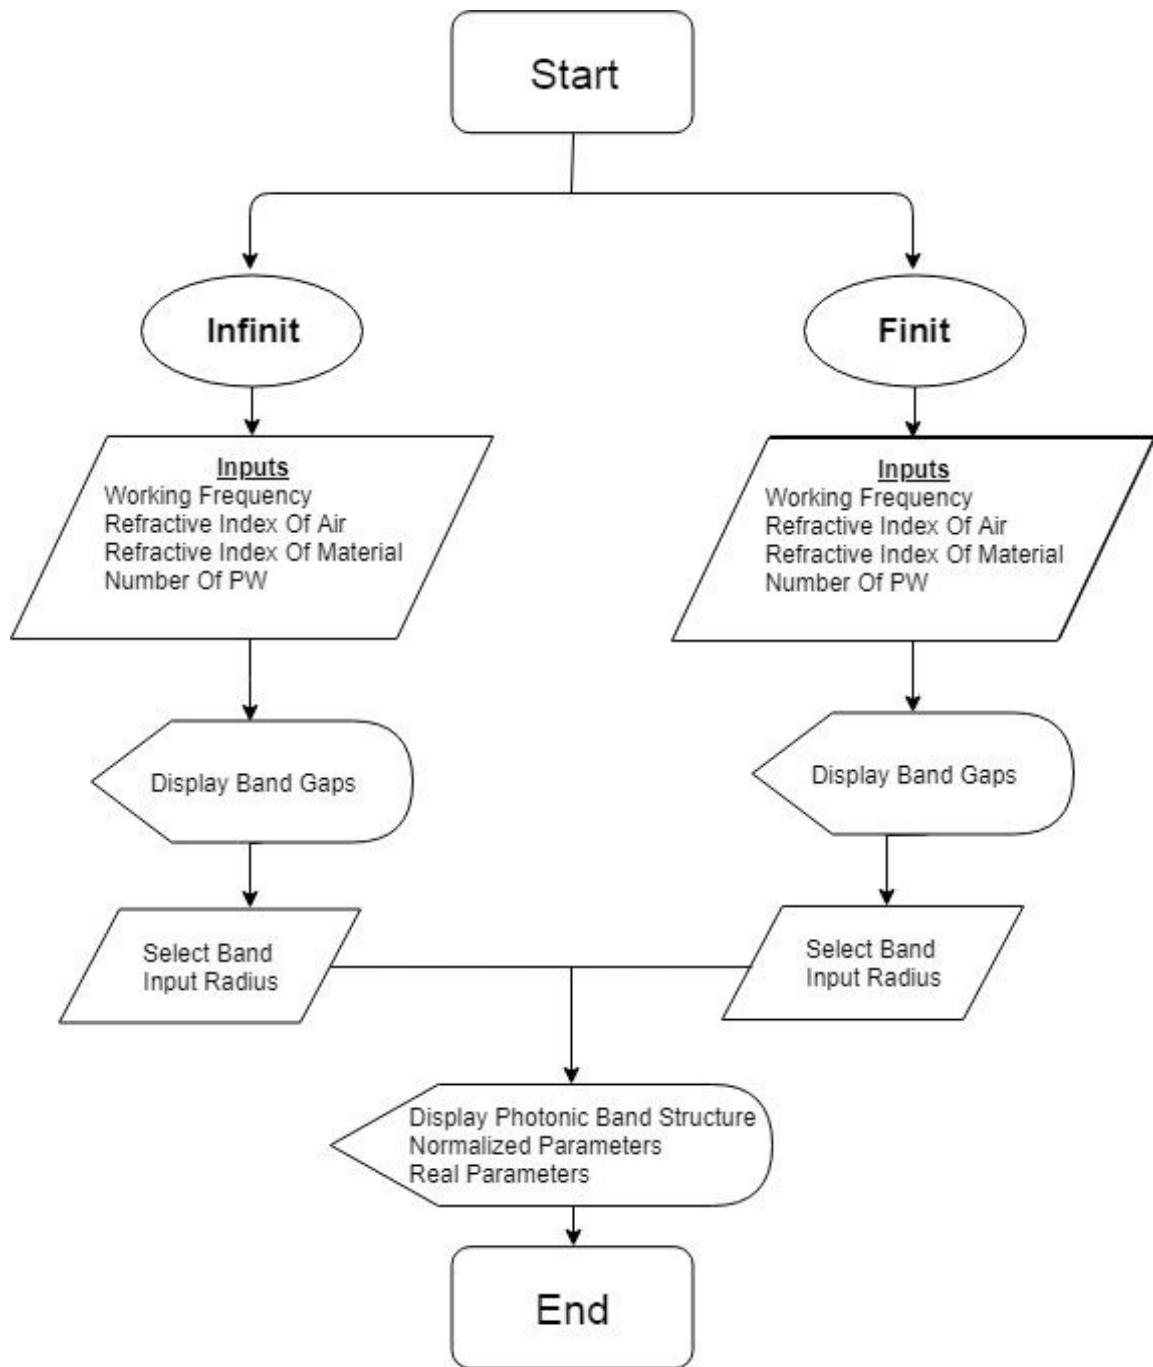 Start
Infinit
Finit
Inputs
Working Frequency
Refractive Index Of Air
Refractive Index Of Material
Number Of PW
Inputs
Working Frequency
Refractive Index Of Air
Refractive Index Of Material
Number Of PW
Display Band Gaps
Display Band Gaps
Select Band
Input Radius
Select Band
Input Radius
Display Photonic Band Structure
Normalized Parameters
Real Parameters
End